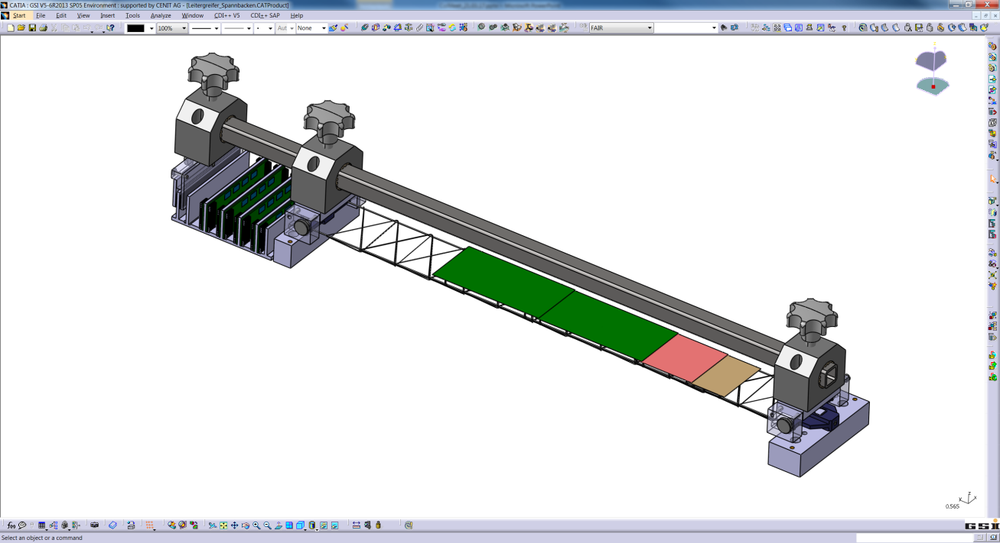 CATIA : GSI V5-6R2013 SP05 Environment : supported by CENIT AG - [Leitergreifer_Spannbacken.CATProduct]
Start File Edit View Insert Tools Analyze Window CDI++ V5 CDI±± SAP Help
100% Aut None FAIR
z
y x
0.565
f(x)
GSI
Select an object or a command